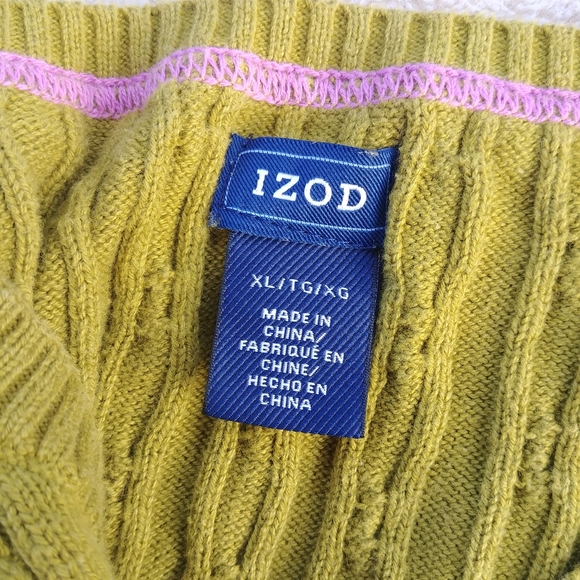 IZOD
XL/TG/XG
MADE IN
CHINA/
FABRIQUÉ EN
CHINE/
HECHO EN
CHINA